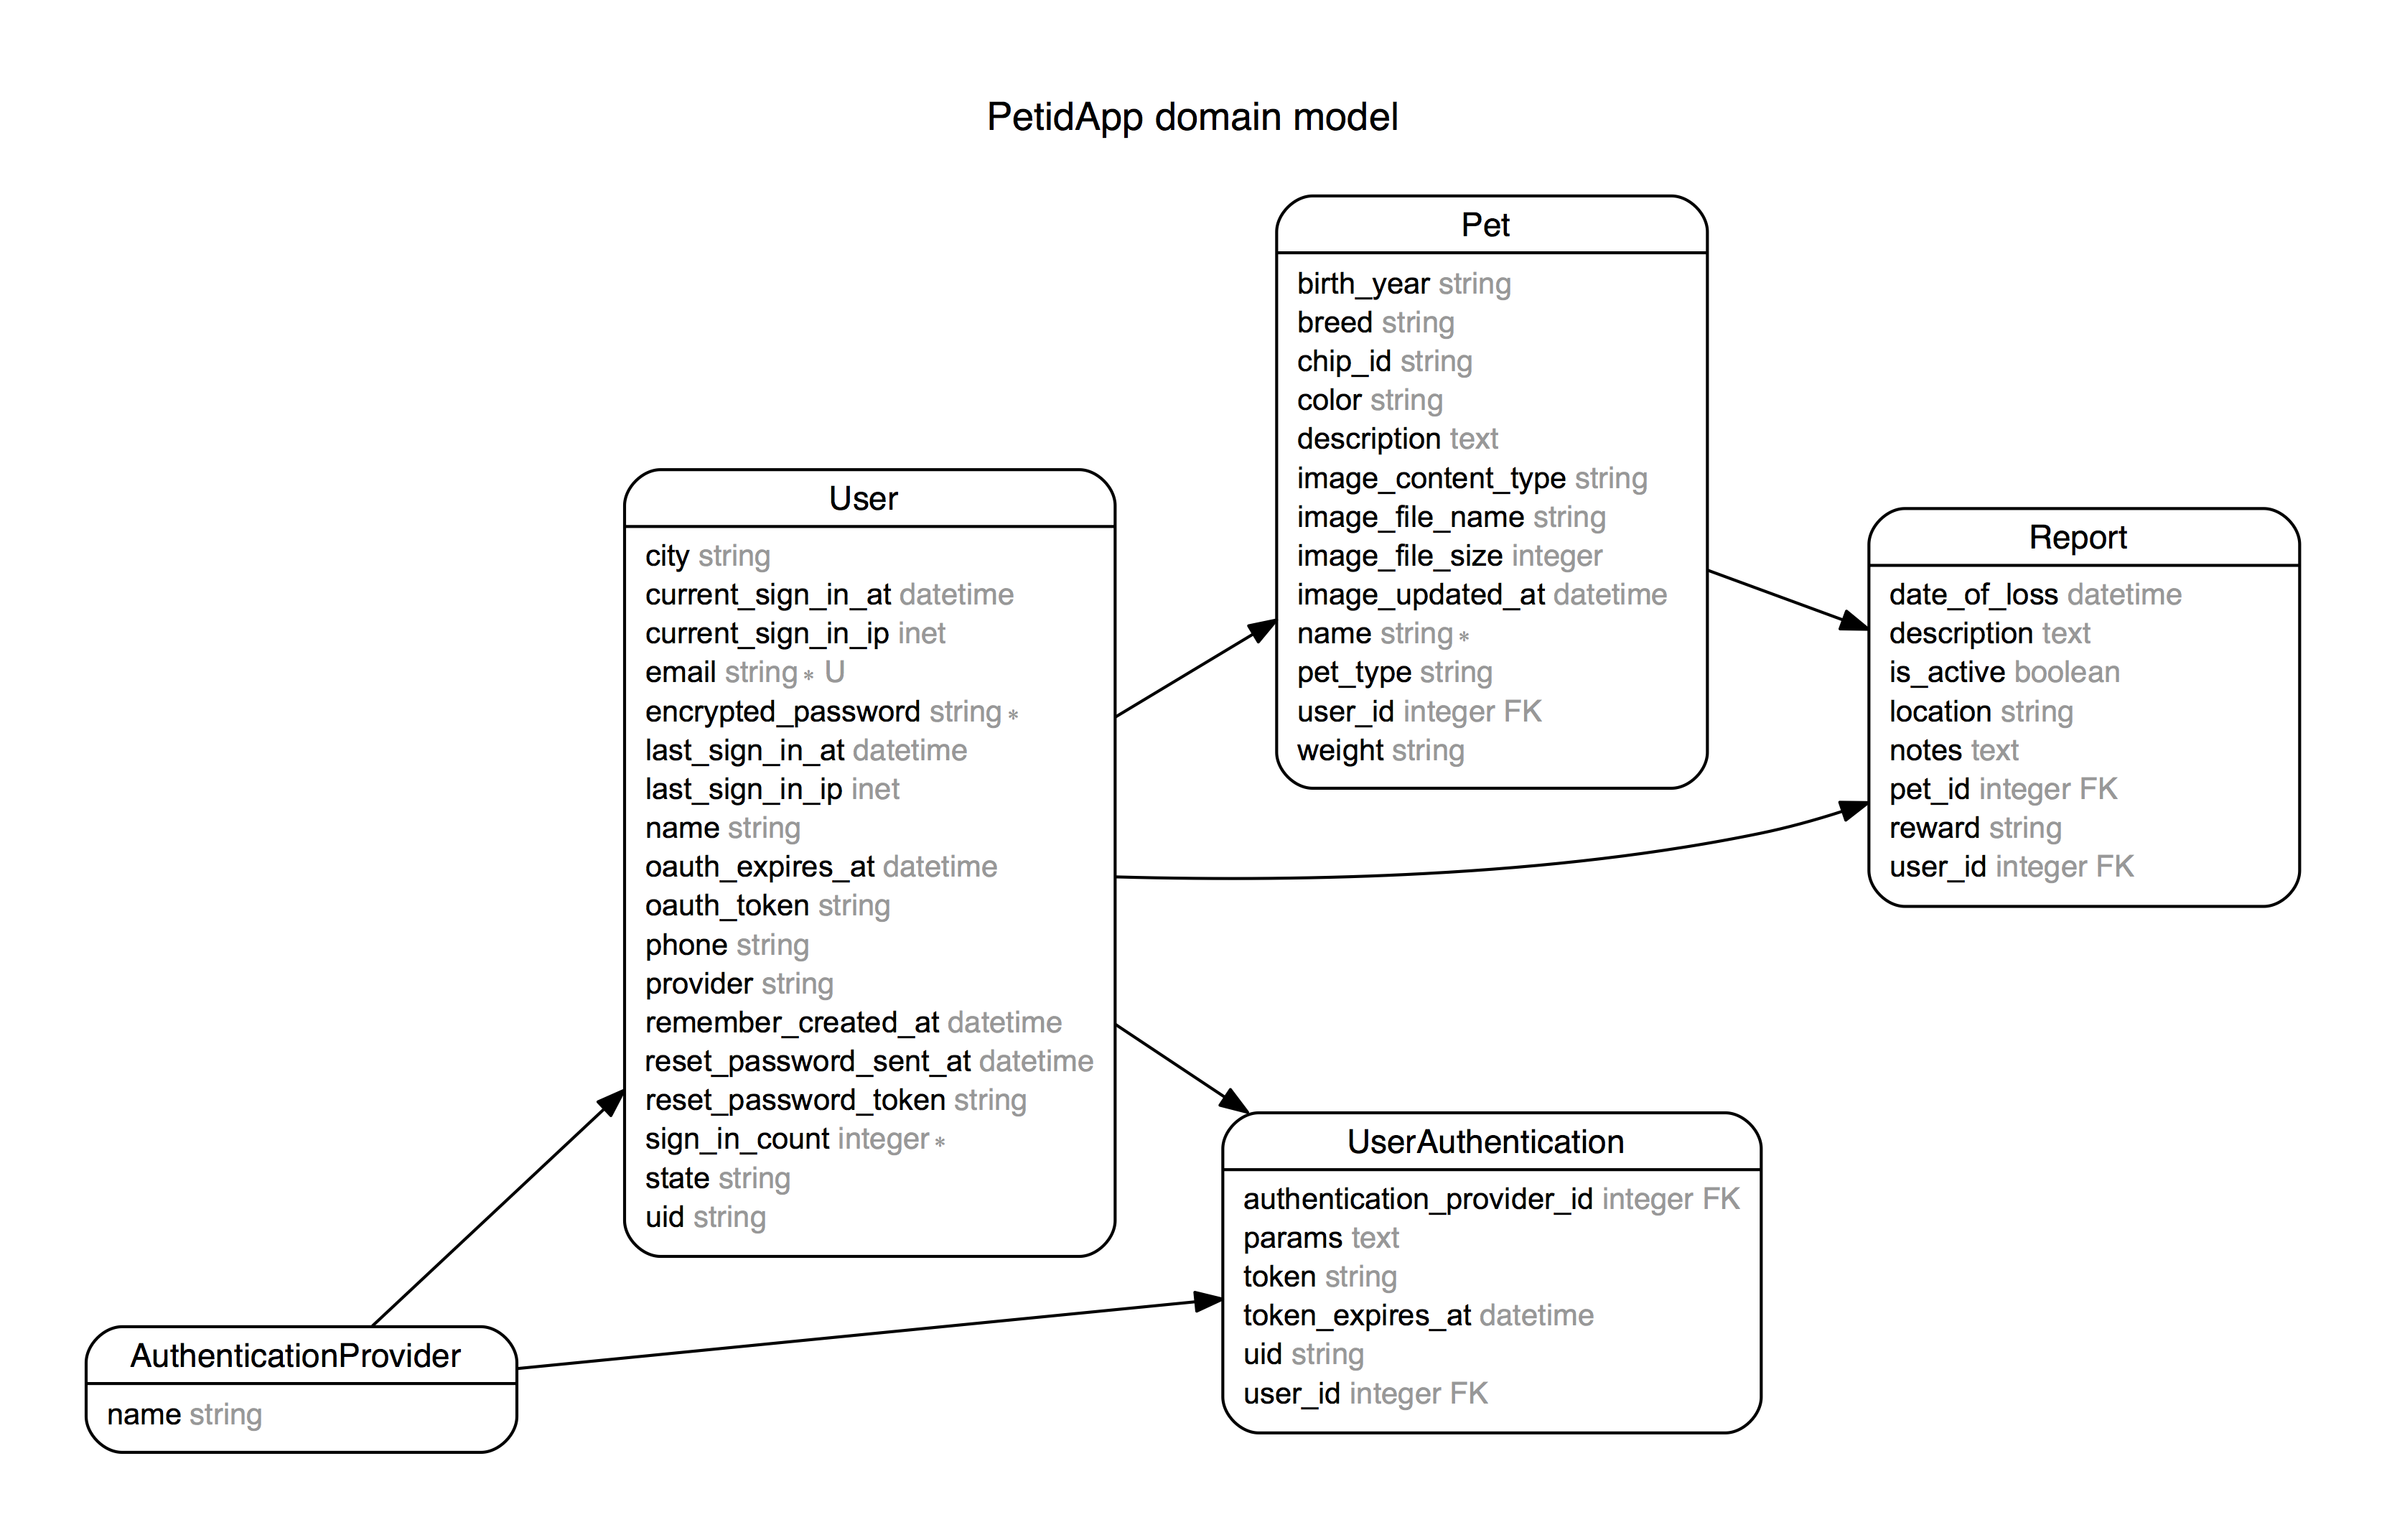 PetidApp domain model
Pet
birth_year string
breed string
chip_id string
color string
description text
image_content_type string
image_file_name string
image_file_size integer
image_updated_at datetime
name string *
pet_type string
user_id integer FK
weight string
User
city string
current_sign_in_at datetime
current_sign_in_ip inet
email string * U
encrypted_password string *
last_sign_in_at datetime
last_sign_in_ip inet
name string
oauth_expires_at datetime
oauth_token string
phone string
provider string
remember_created_at datetime
reset_password_sent_at datetime
reset_password_token string
sign_in_count integer *
state string
uid string
Report
date_of_loss datetime
description text
is_active boolean
location string
notes text
pet_id integer FK
reward string
user_id integer FK
UserAuthentication
authentication_provider_id integer FK
params text
token string
token_expires_at datetime
uid string
user_id integer FK
AuthenticationProvider
name string